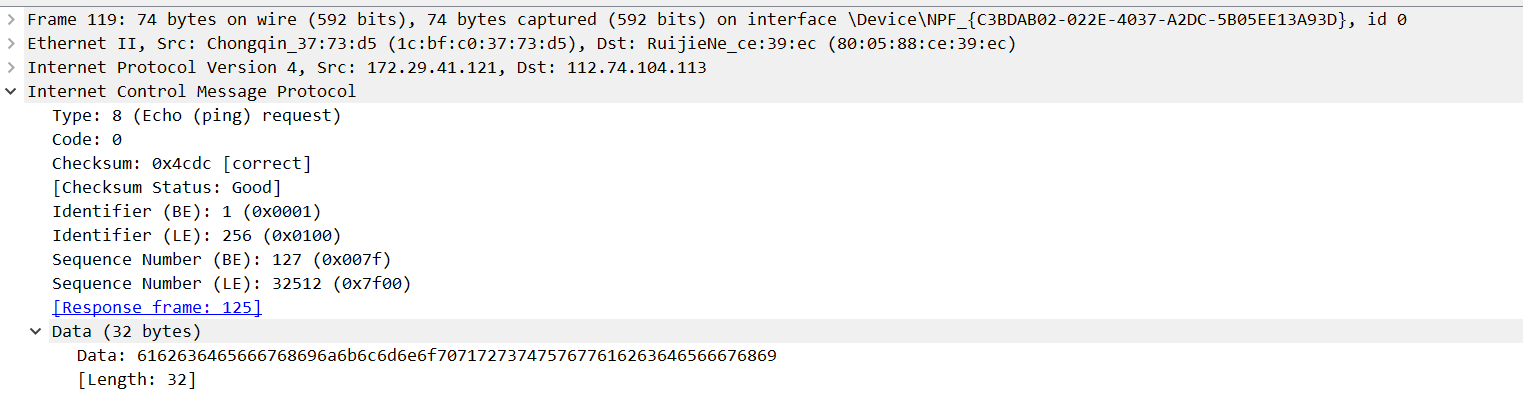 Frame 119: 74 bytes on wire (592 bits), 74 bytes captured (592 bits) on interface \Device\NPF_{C3BDAB02-022E-4037-A2DC-5B05EE13A93D}, id 0
Ethernet II, Src: Chongqin_37:73:d5 (1c:bf:c0:37:73:d5), Dst: RuijieNe_ce:39:ec (80:05:88:ce:39:ec)
Internet Protocol Version 4, Src: 172.29.41.121, Dst: 112.74.104.113
Internet Control Message Protocol
Type: 8 (Echo (ping) request)
Code: 0
Checksum: 0x4cdc [correct]
[Checksum Status: Good]
Identifier (BE): 1 (0x0001)
Identifier (LE): 256 (0x0100)
Sequence Number (BE): 127 (0x007f)
Sequence Number (LE): 32512 (0x7f00)
[Response frame: 125]
Data (32 bytes)
Data: 6162636465666768696a6b6c6d6e6f7071727374757677616263646566676869
[Length: 32]